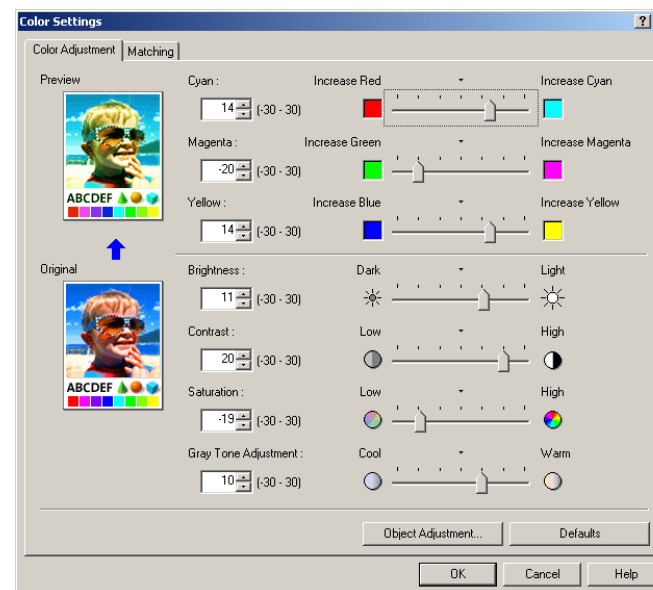 Color Settings
?
Color Adjustment
Matching
Preview
Cyan :
Increase Red
Increase Cyan
14
(-30 - 30)
Magenta :
Increase Green
Increase Magenta
-20
(-30 - 30)
ABCDEF
Yellow :
Increase Blue
Increase Yellow
14
(-30 - 30)
Original
Brightness :
Dark
Light
11
(-30 - 30)
Contrast :
Low
High
20
(-30 - 30)
ABCDEF
Saturation :
Low
High
-19
(-30 - 30)
Gray Tone Adjustment :
Cool
Warm
10
(-30 - 30)
Object Adjustment...
Defaults
OK
Cancel
Help